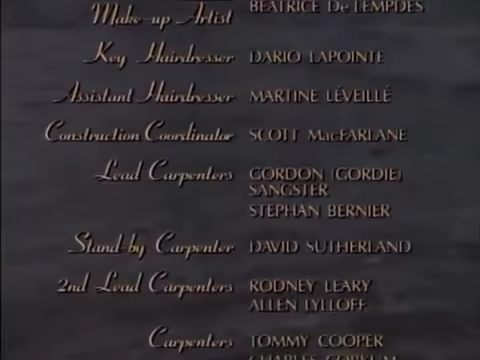 Make-up Artist BEATRICE De LEMPDES
Key Hairdresser DARIO LAPOINTE
Assistant Hairdresser MARTINE LÉVEILLÉ
Construction Coordinator SCOTT MacFARLANE
Lead Carpenters GORDON (GORDIE)
SANGSTER
STEPHAN BERNIER
Stand-by Carpenter DAVID SUTHERLAND
2nd Lead Carpenters RODNEY LEARY
ALLEN LYLLOFF
Carpenters TOMMY COOPER
CHARLES